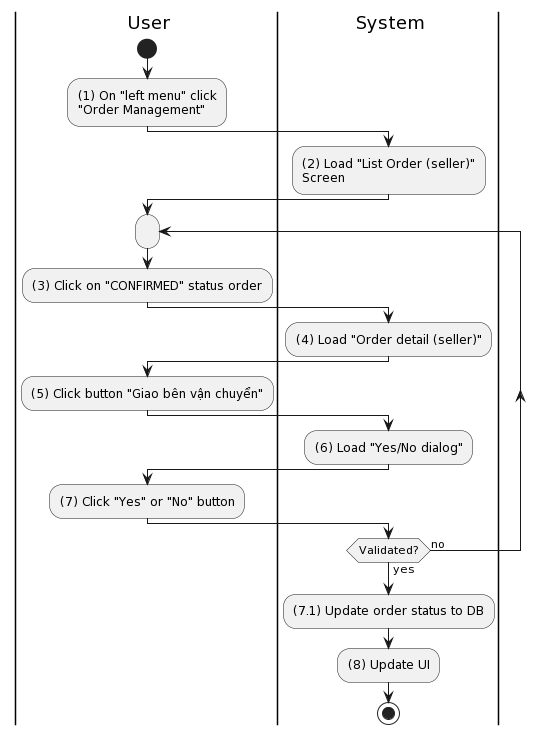 User
System
(1) On "left menu" click
"Order Management"
(2) Load "List Order (seller)"
Screen
(3) Click on "CONFIRMED" status order
(4) Load "Order detail (seller)"
(5) Click button "Giao bên vận chuyển"
(6) Load "Yes/No dialog"
(7) Click "Yes" or "No" button
Validated?
no
yes
(7.1) Update order status to DB
(8) Update UI